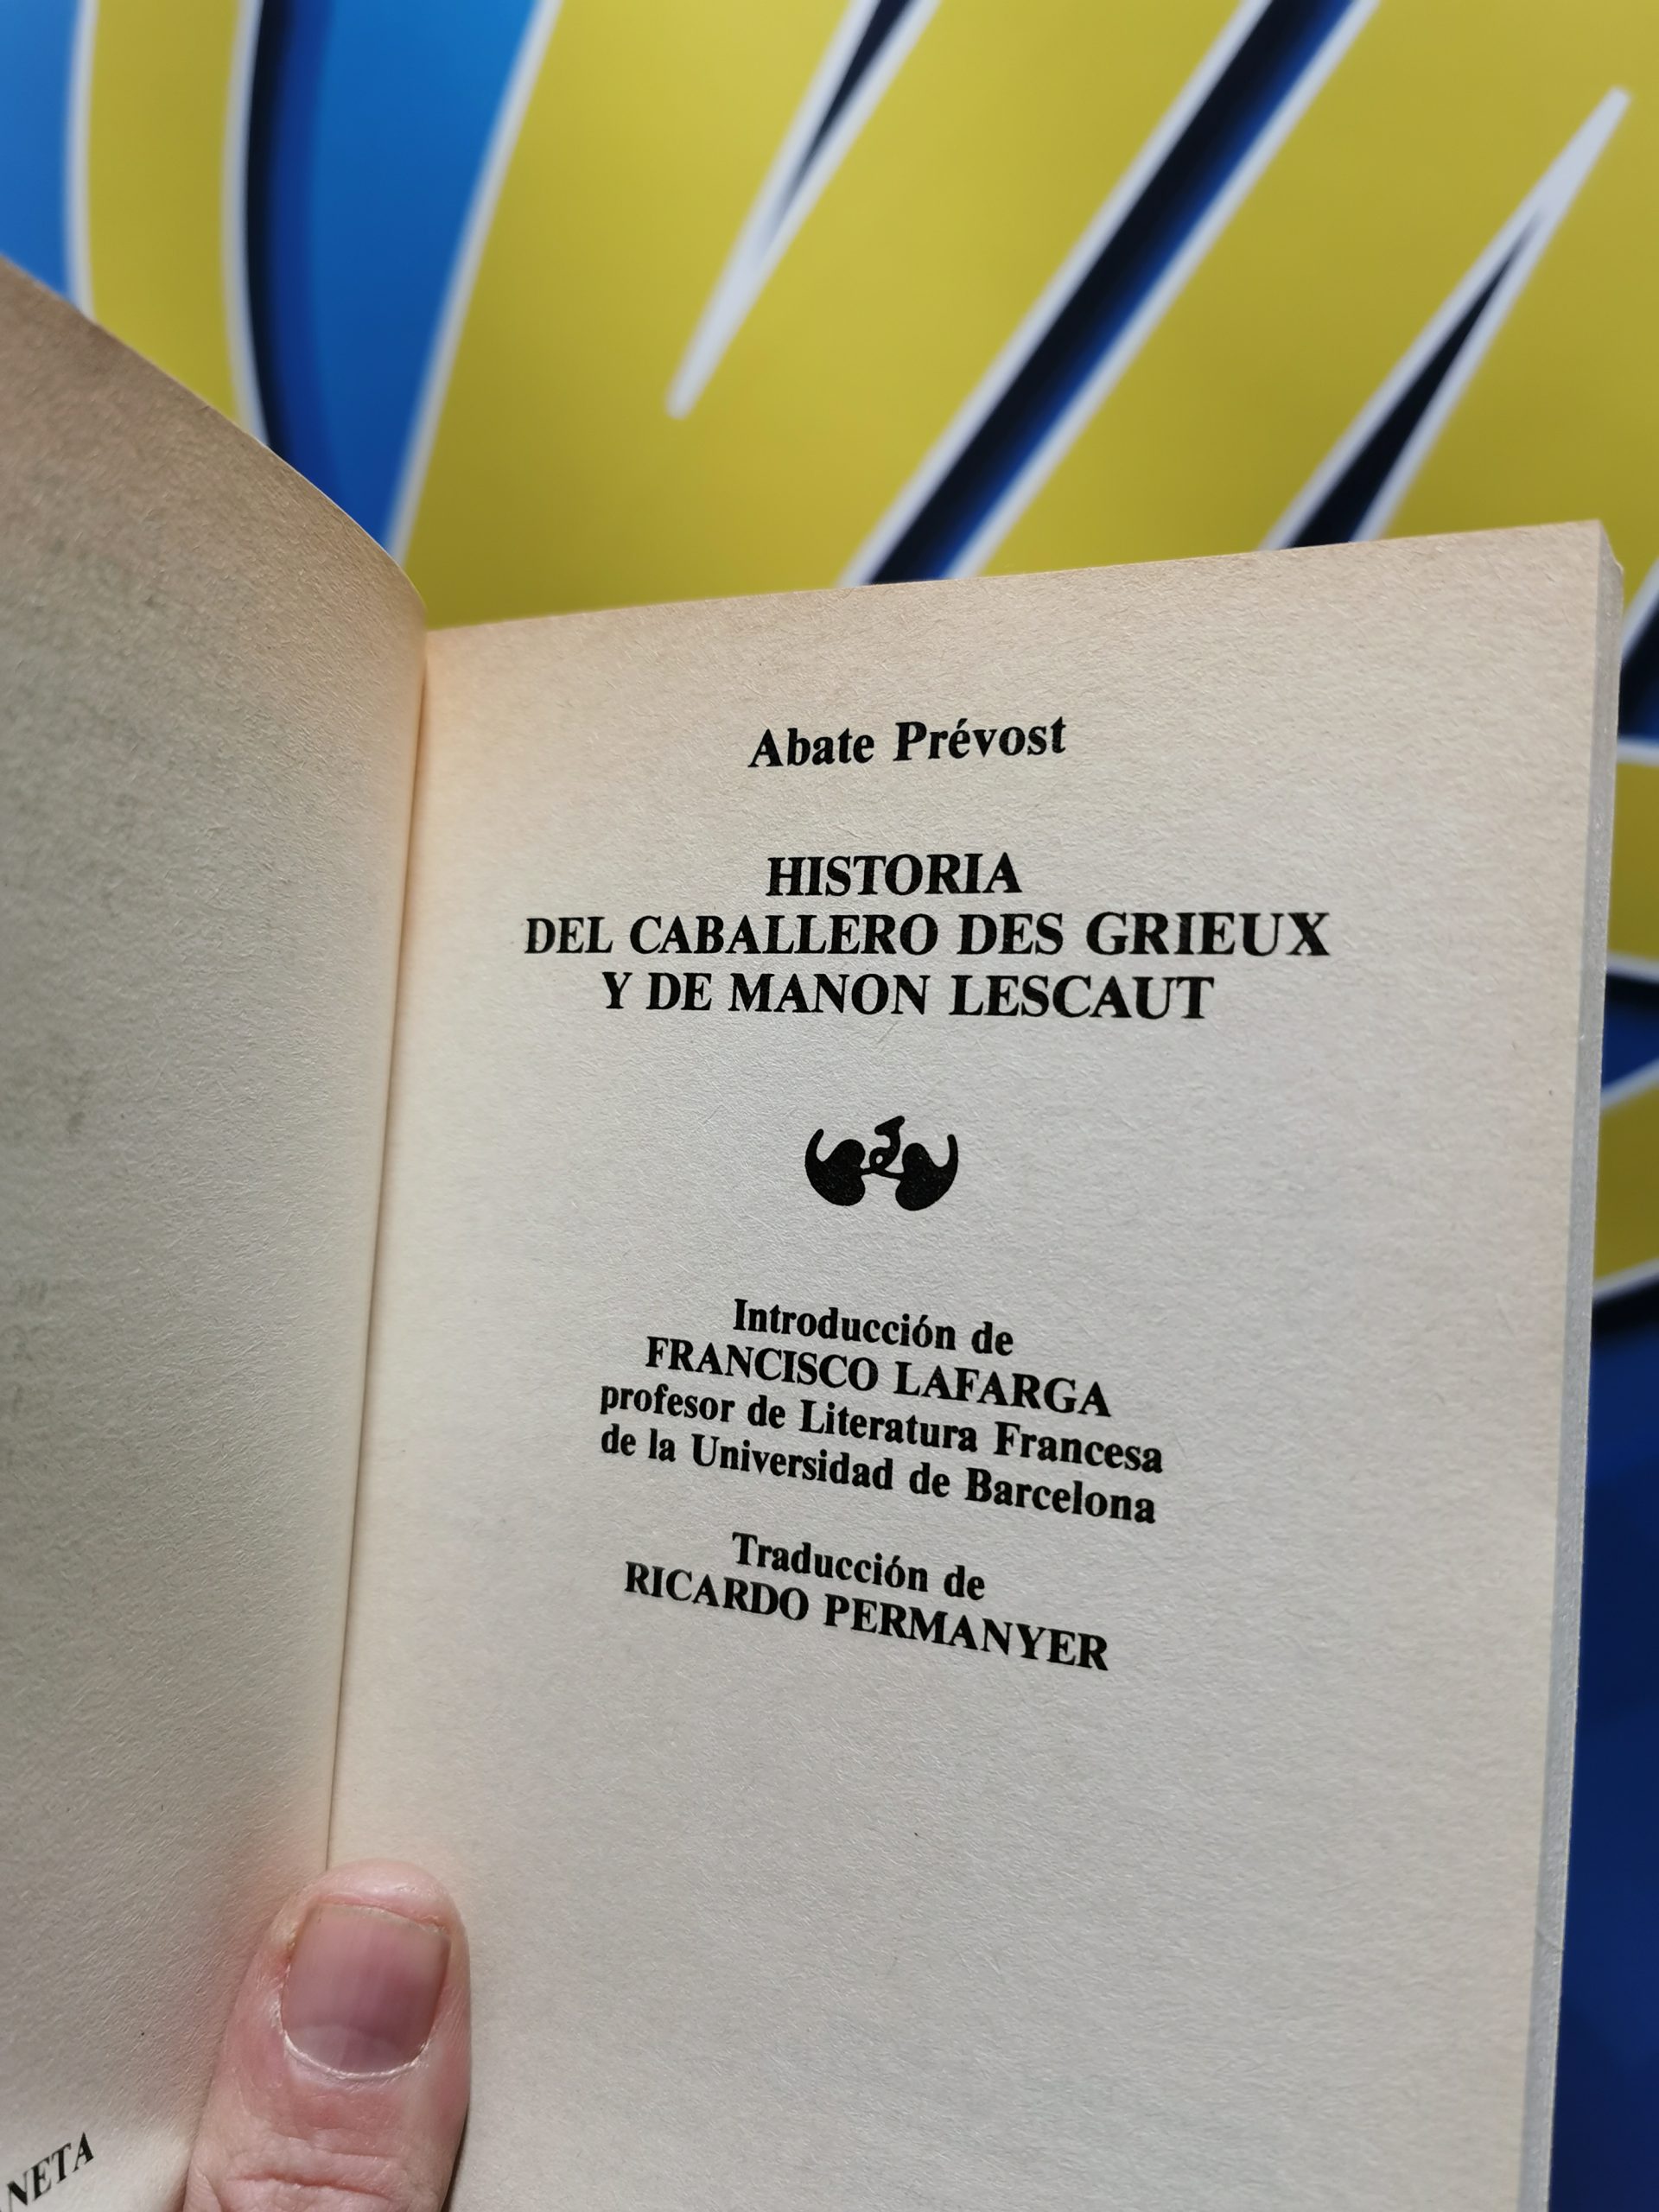 Abate Prévost
HISTORIA
DEL CABALLERO DES GRIEUX
Y DE MANON LESCAUT
Introducción de
FRANCISCO LAFARGA
profesor de Literatura Francesa
de la Universidad de Barcelona
Traducción de
RICARDO PERMANYER